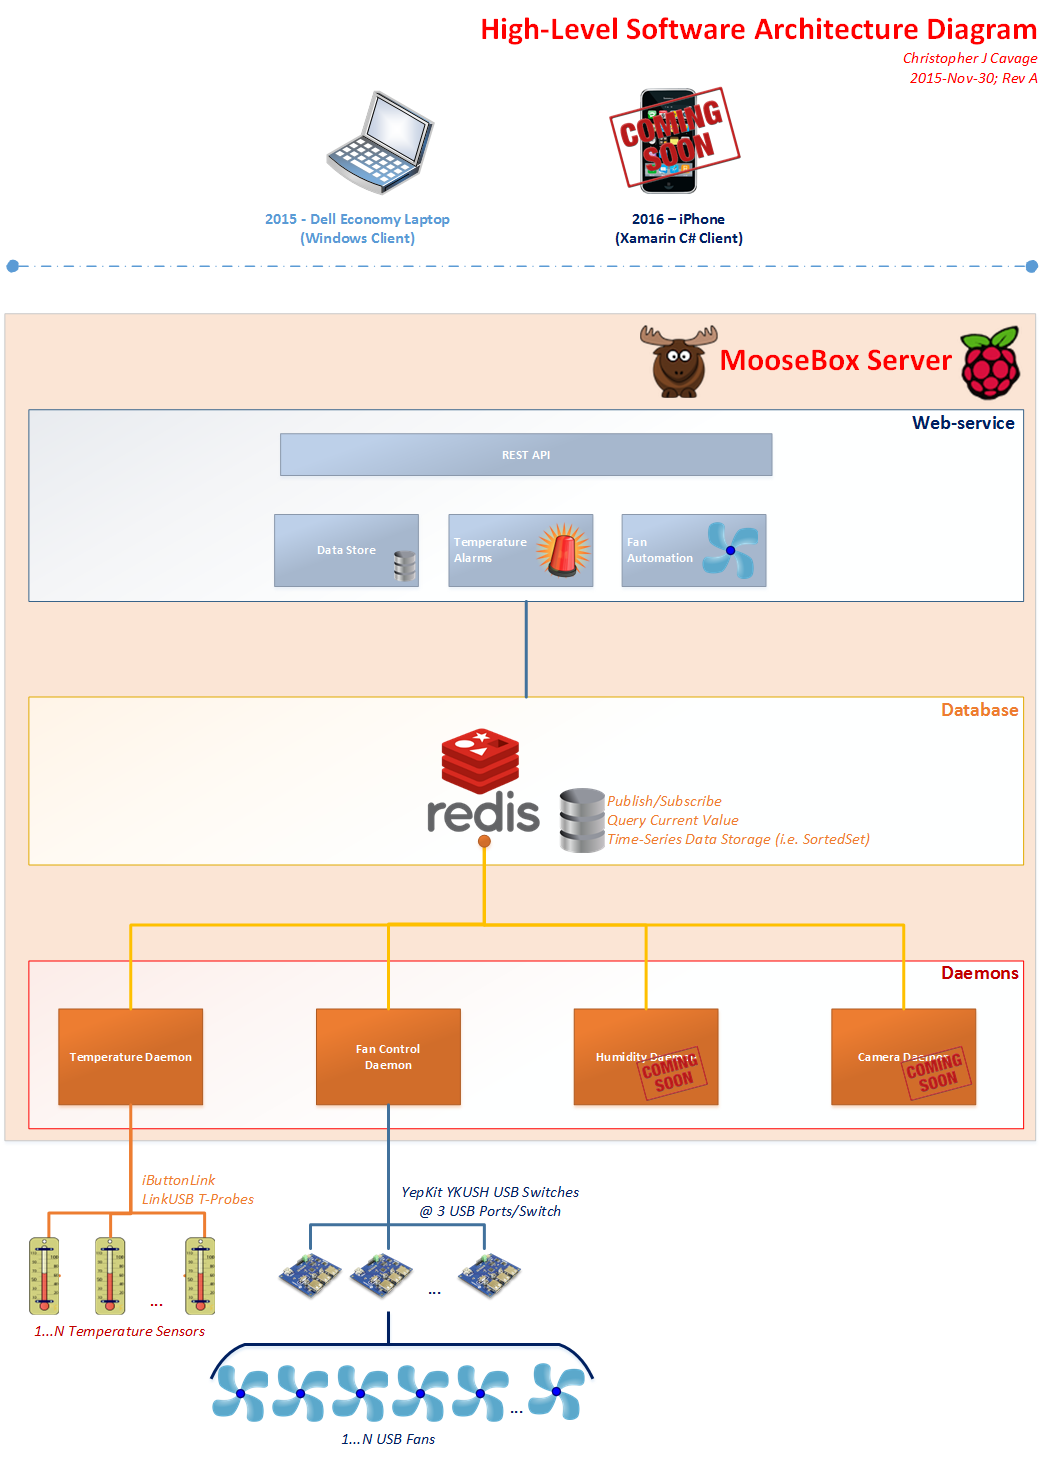 High-Level Software Architecture Diagram
Christopher J Cavage
2015-Nov-30; Rev A
COMING
SOON
2015 - Dell Economy Laptop
(Windows Client)
2016 – iPhone
(Xamarin C# Client)
MooseBox Server
Web-service
REST API
Data Store
Temperature
Alarms
Fan
Automation
Database
redis
Publish/Subscribe
Query Current Value
Time-Series Data Storage (i.e. SortedSet)
Daemons
Temperature Daemon
Fan Control
Daemon
Humidity Daemon
COMING
SOON
Camera Daemon
COMING
SOON
iButtonLink
LinkUSB T-Probes
YepKit YKUSH USB Switches
@ 3 USB Ports/Switch
...
...
1...N Temperature Sensors
...
1...N USB Fans